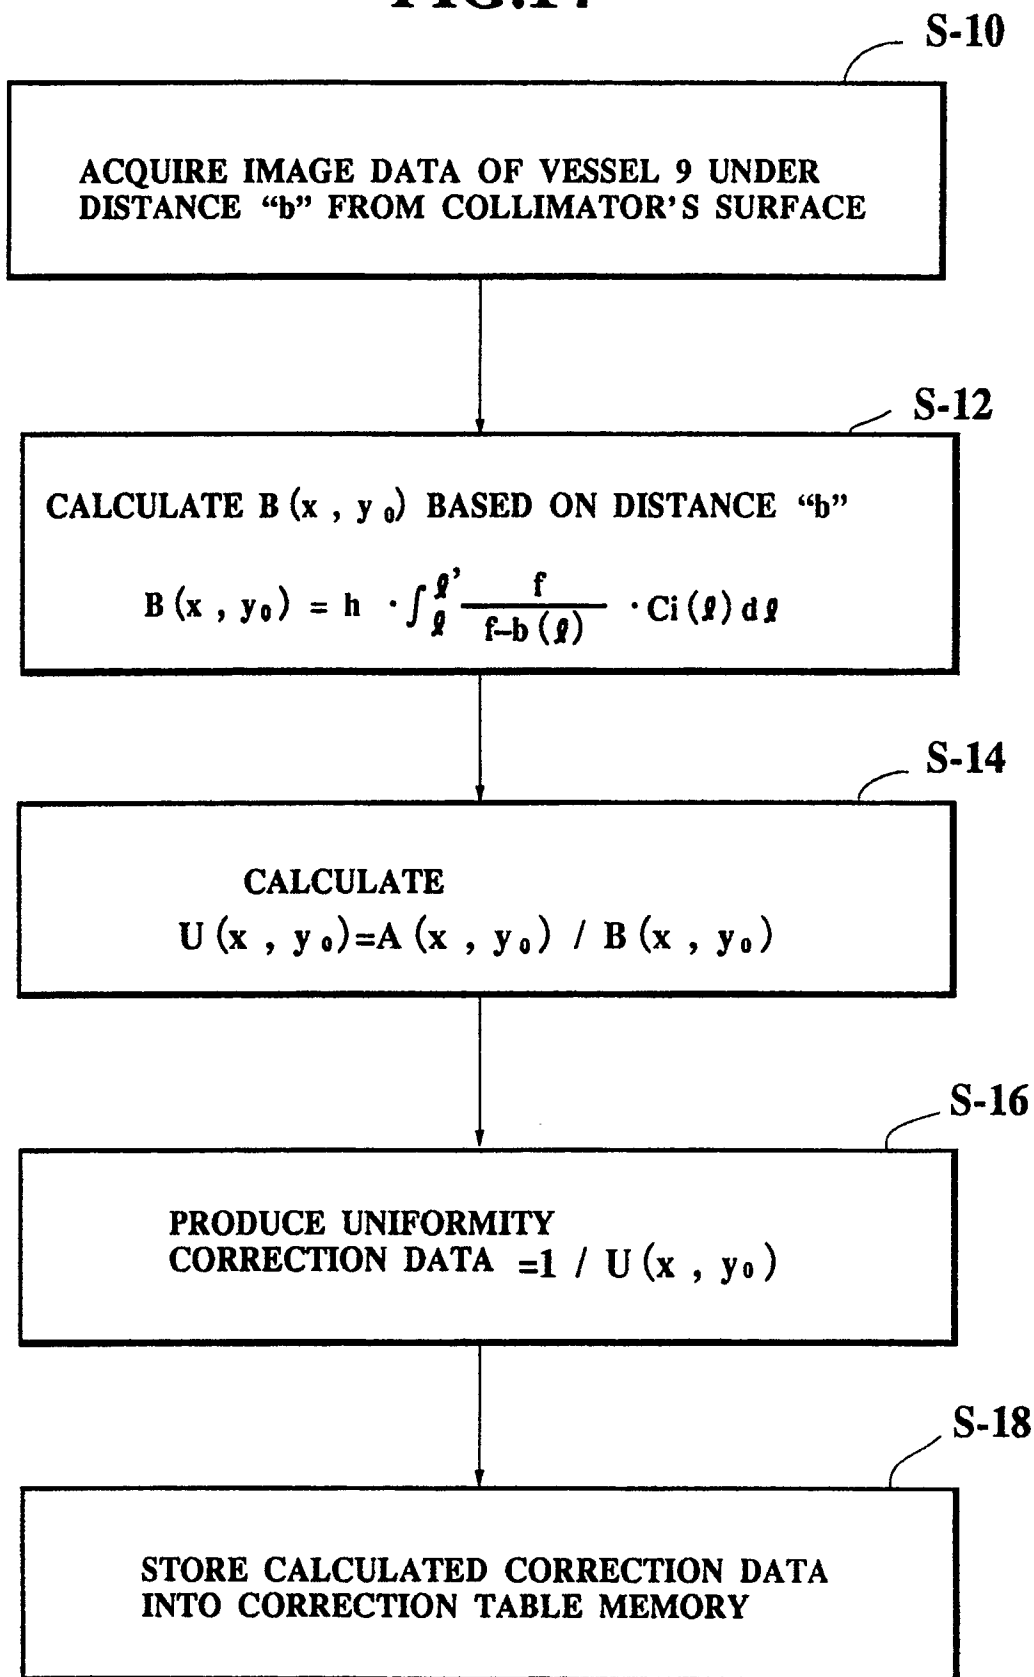 FIG.17
S-10
ACQUIRE IMAGE DATA OF VESSEL 9 UNDER
DISTANCE “b” FROM COLLIMATOR'S SURFACE
S-12
CALCULATE B (x , y₀) BASED ON DISTANCE “b”
B (x , y₀) = h · ∫ℓ^ℓ’ f / f–b (ℓ) · Ci (ℓ) dℓ
S-14
CALCULATE
U (x , y₀)=A (x , y₀) / B (x , y₀)
S-16
PRODUCE UNIFORMITY
CORRECTION DATA =1 / U (x , y₀)
S-18
STORE CALCULATED CORRECTION DATA
INTO CORRECTION TABLE MEMORY